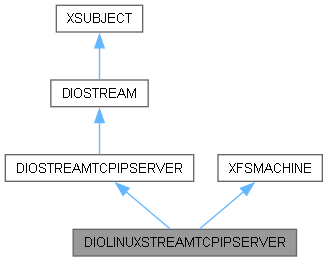 XSUBJECT
DIOSTREAM
DIOSTREAMTCPIPSERVER
XFSMACHINE
DIOLINUXSTREAMTCPIPSERVER